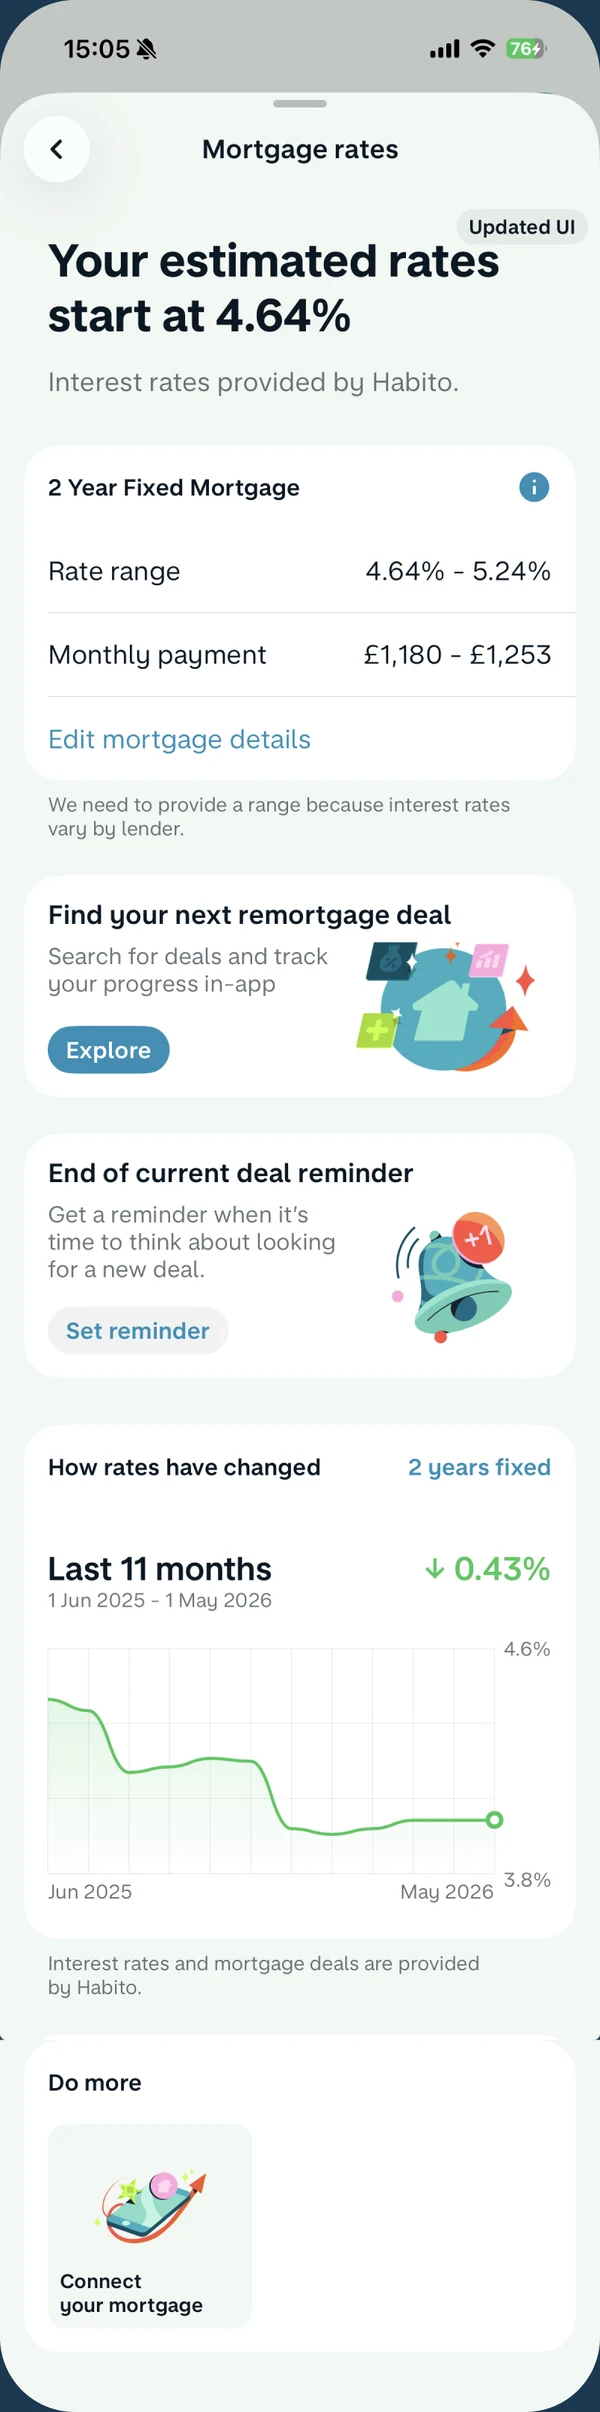 15:05
76
Mortgage rates
Updated UI
Your estimated rates
start at 4.64%
Interest rates provided by Habito.
2 Year Fixed Mortgage
i
Rate range 4.64% - 5.24%
Monthly payment £1,180 - £1,253
Edit mortgage details
We need to provide a range because interest rates
vary by lender.
Find your next remortgage deal
Search for deals and track
your progress in-app
Explore
End of current deal reminder
Get a reminder when it's
time to think about looking
for a new deal.
+1
Set reminder
How rates have changed 2 years fixed
Last 11 months ↓ 0.43%
1 Jun 2025 - 1 May 2026
4.6%
3.8%
Jun 2025 May 2026
Interest rates and mortgage deals are provided
by Habito.
Do more
Connect
your mortgage